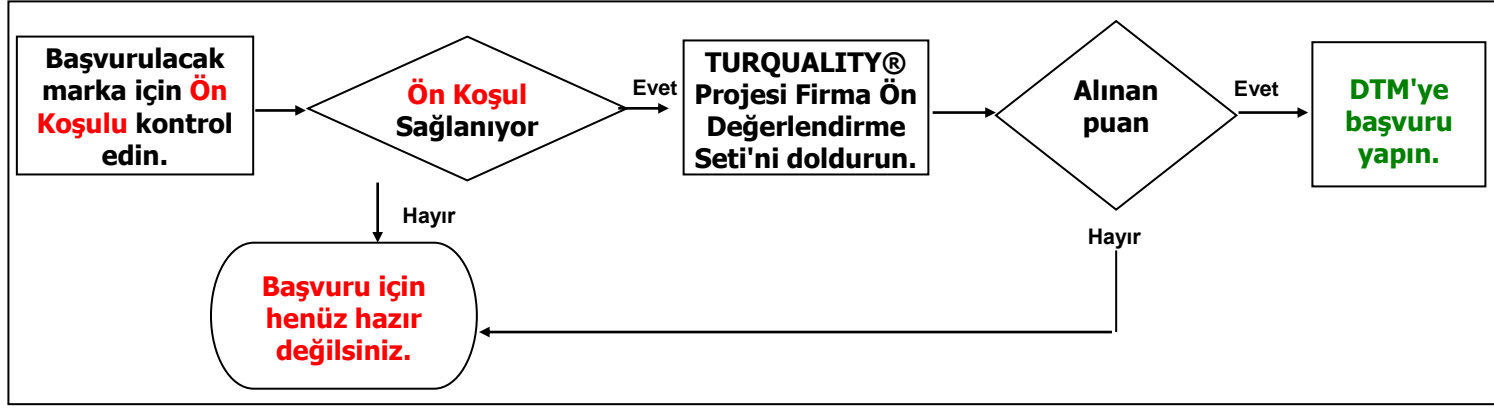 Başvurulacak
marka için Ön
Koşulu kontrol
edin.
Ön Koşul
Sağlanıyor
Evet
TURQUALITY®
Projesi Firma Ön
Değerlendirme
Seti'ni doldurun.
Alınan
puan
Evet
DTM'ye
başvuru
yapın.
Hayır
Hayır
Başvuru için
henüz hazır
değilsiniz.